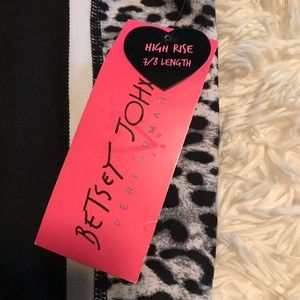 HIGH RISE
7/8 LENGTH
BETSEY JOHN
PERFORMAN